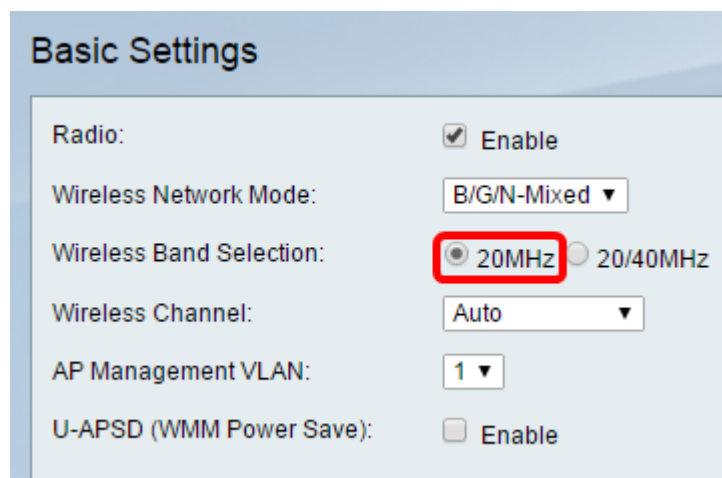 Basic Settings
Radio: Enable
Wireless Network Mode: B/G/N-Mixed
Wireless Band Selection: 20MHz 20/40MHz
Wireless Channel: Auto
AP Management VLAN: 1
U-APSD (WMM Power Save): Enable